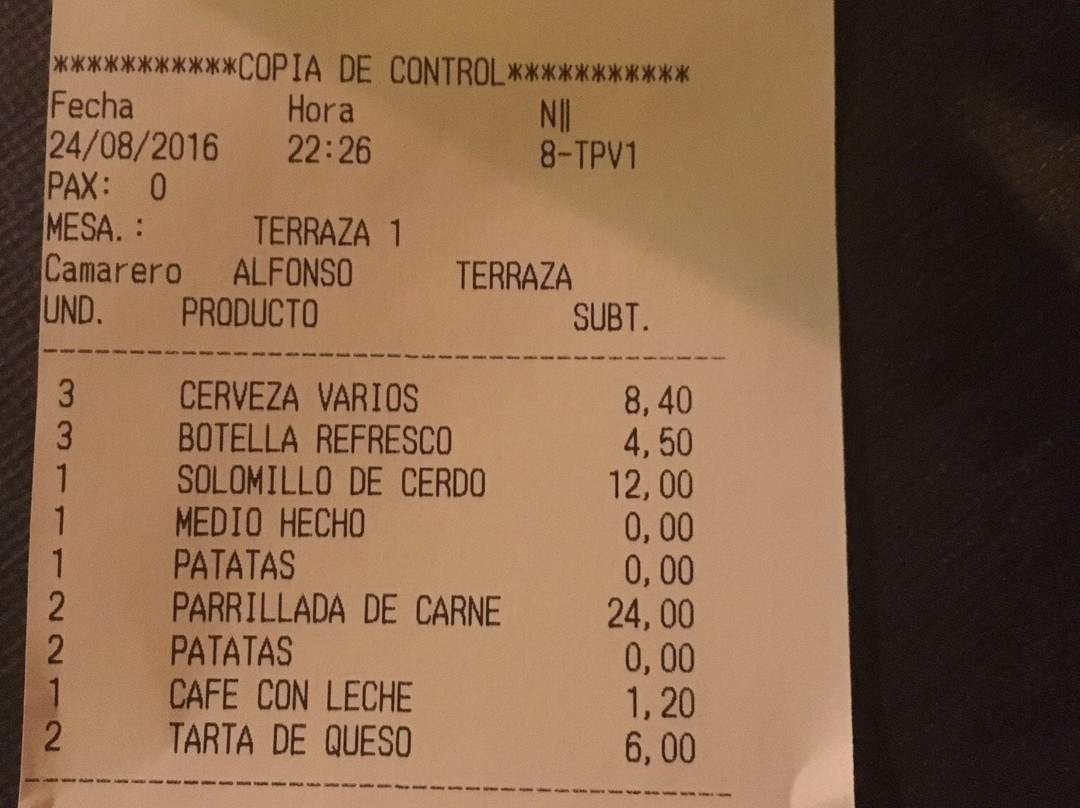 ***********COPIA DE CONTROL***********
Fecha Hora N||
24/08/2016 22:26 8-TPV1
PAX: 0
MESA.: TERRAZA 1
Camarero ALFONSO TERRAZA
UND. PRODUCTO SUBT.
3 CERVEZA VARIOS 8,40
3 BOTELLA REFRESCO 4,50
1 SOLOMILLO DE CERDO 12,00
1 MEDIO HECHO 0,00
1 PATATAS 0,00
2 PARRILLADA DE CARNE 24,00
2 PATATAS 0,00
1 CAFE CON LECHE 1,20
2 TARTA DE QUESO 6,00